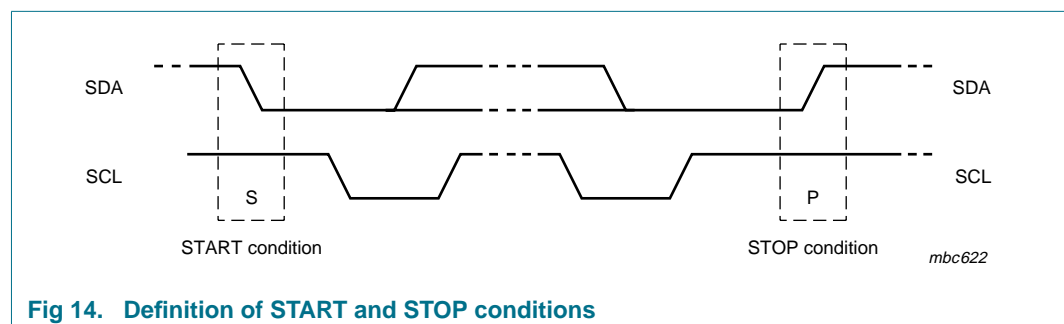 SDA
SDA
SCL
SCL
S
P
START condition
STOP condition
mbc622
Fig 14. Definition of START and STOP conditions